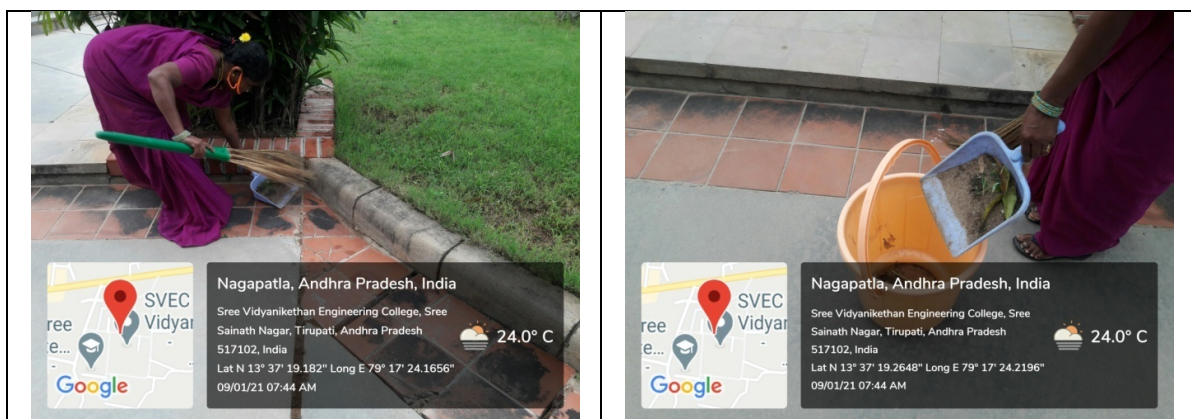 Nagapatla, Andhra Pradesh, India
Sree Vidyanikethan Engineering College, Sree
Sainath Nagar, Tirupati, Andhra Pradesh
517102, India
Lat N 13° 37' 19.182" Long E 79° 17' 24.1656"
09/01/21 07:44 AM
24.0° C
SVEC
Vidyar
ree
e...
Google
Nagapatla, Andhra Pradesh, India
Sree Vidyanikethan Engineering College, Sree
Sainath Nagar, Tirupati, Andhra Pradesh
517102, India
Lat N 13° 37' 19.2648" Long E 79° 17' 24.2196"
09/01/21 07:44 AM
24.0° C
SVEC
Vidyar
ree
e...
Google